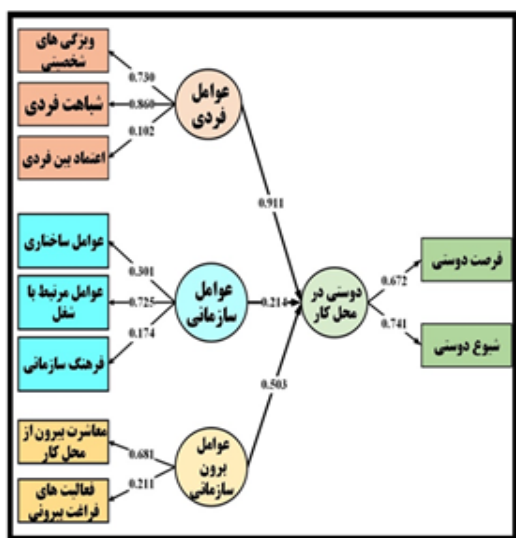 ویژگی های
شخصیتی
شباهت فردی
اعتماد بین فردی
0.730
0.860
0.102
عوامل
فردی
0.911
عوامل ساختاری
عوامل مرتبط با
شغل
فرهنگ سازمانی
0.301
0.725
0.174
عوامل
سازمانی
0.214
دوستی در
محل کار
0.672
0.741
فرصت دوستی
شیوع دوستی
0.503
معاشرت بیرون از
محل کار
فعالیت های
فراغت بیرونی
0.681
0.211
عوامل
برون
سازمانی